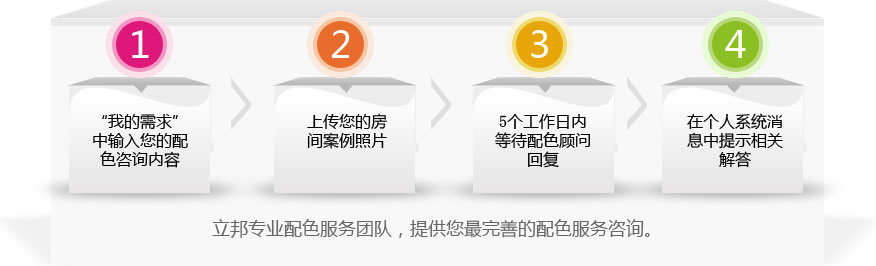 1
“我的需求”
中输入您的配
色咨询内容
2
上传您的房
间案例照片
3
5个工作日内
等待配色顾问
回复
4
在个人系统消
息中提示相关
解答
立邦专业配色服务团队，提供您最完善的配色服务咨询。